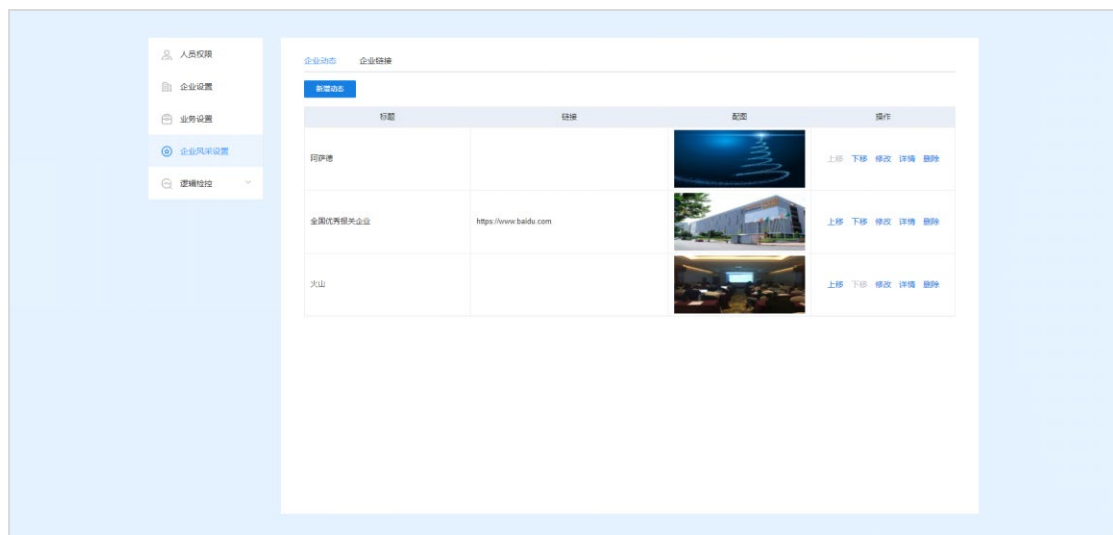 人员权限
企业设置
业务设置
企业风采设置
逻辑检控
企业动态 企业链接
新增动态
标题 链接 配图 操作
阿萨德 上移 下移 修改 详情 删除
全国优秀报关企业 https://www.baidu.com 上移 下移 修改 详情 删除
火山 上移 下移 修改 详情 删除